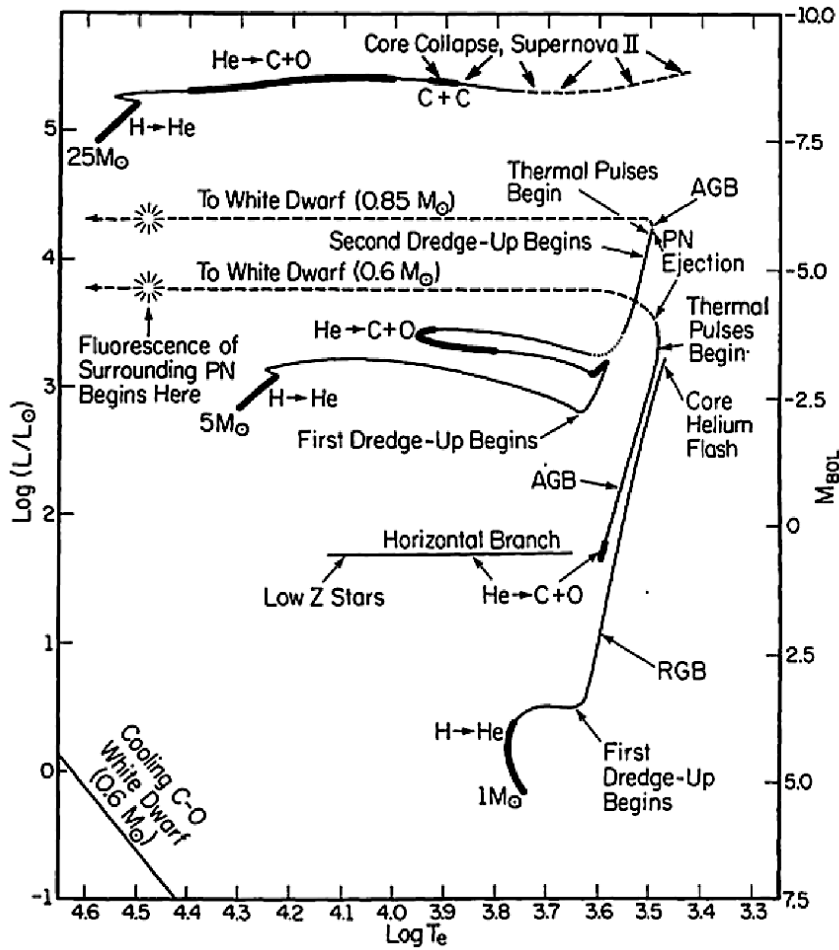 -10.0
Core Collapse, Supernova II
He→C+O
C+C
5
H→He
25M⊙
-7.5
Thermal Pulses
Begin
AGB
To White Dwarf (0.85 M⊙)
Second Dredge-Up Begins
PN
Ejection
4
To White Dwarf (0.6 M⊙)
-5.0
Thermal
Pulses
Begin
He→C+O
Fluorescence of
Surrounding PN
Begins Here
3
H→He
5M⊙
First Dredge-Up Begins
Core
Helium
Flash
-2.5
Log (L/L⊙)
MBOL
AGB
2
0
Horizontal Branch
Low Z Stars
He→C+O
1
RGB
2.5
H→He
First
Dredge-Up
Begins
1M⊙
0
Cooling C-O
White Dwarf
(0.6 M⊙)
5.0
-1
7.5
4.6 4.5 4.4 4.3 4.2 4.1 4.0 3.9 3.8 3.7 3.6 3.5 3.4 3.3
Log Te